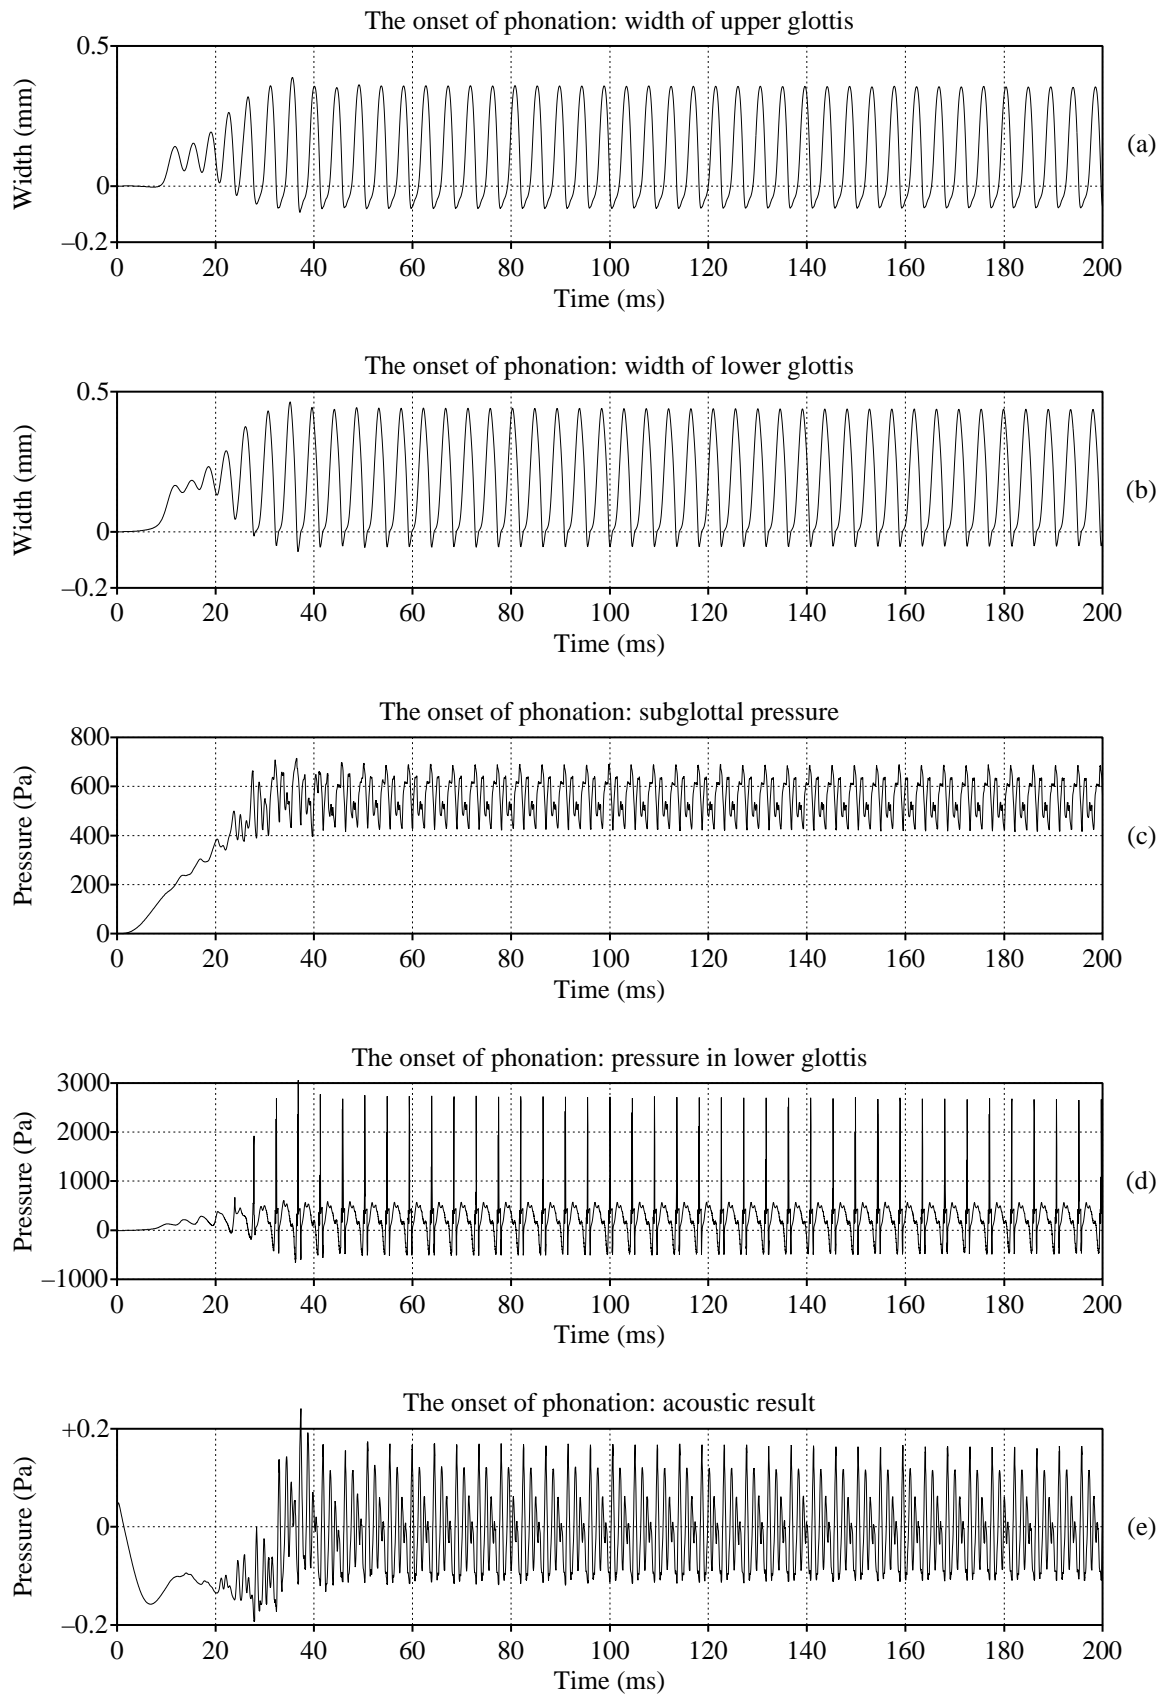 The onset of phonation: width of upper glottis
0.5
Width (mm)
0
(a)
–0.2
0 20 40 60 80 100 120 140 160 180 200
Time (ms)
The onset of phonation: width of lower glottis
0.5
Width (mm)
0
(b)
–0.2
0 20 40 60 80 100 120 140 160 180 200
Time (ms)
The onset of phonation: subglottal pressure
800
600
Pressure (Pa)
400
(c)
200
0
0 20 40 60 80 100 120 140 160 180 200
Time (ms)
The onset of phonation: pressure in lower glottis
3000
2000
Pressure (Pa)
1000
(d)
0
–1000
0 20 40 60 80 100 120 140 160 180 200
Time (ms)
The onset of phonation: acoustic result
+0.2
Pressure (Pa)
0
(e)
–0.2
0 20 40 60 80 100 120 140 160 180 200
Time (ms)